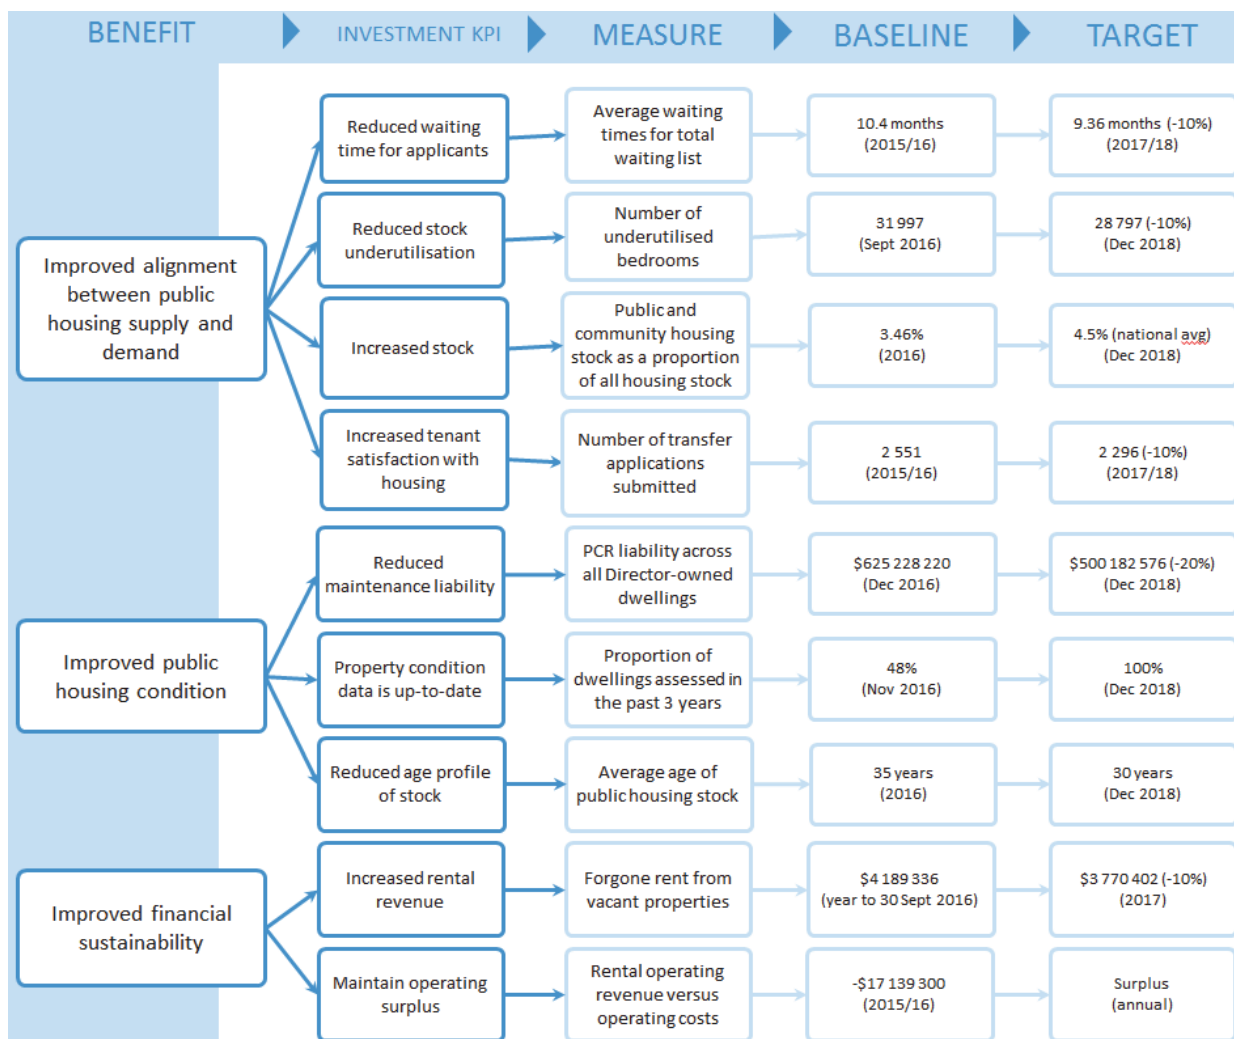 BENEFIT
INVESTMENT KPI
MEASURE
BASELINE
TARGET
Improved alignment
between public
housing supply and
demand
Reduced waiting
time for applicants
Average waiting
times for total
waiting list
10.4 months
(2015/16)
9.36 months (-10%)
(2017/18)
Reduced stock
underutilisation
Number of
underutilised
bedrooms
31 997
(Sept 2016)
28 797 (-10%)
(Dec 2018)
Increased stock
Public and
community housing
stock as a proportion
of all housing stock
3.46%
(2016)
4.5% (national avg)
(Dec 2018)
Increased tenant
satisfaction with
housing
Number of transfer
applications
submitted
2 551
(2015/16)
2 296 (-10%)
(2017/18)
Improved public
housing condition
Reduced
maintenance liability
PCR liability across
all Director-owned
dwellings
$625 228 220
(Dec 2016)
$500 182 576 (-20%)
(Dec 2018)
Property condition
data is up-to-date
Proportion of
dwellings assessed in
the past 3 years
48%
(Nov 2016)
100%
(Dec 2018)
Reduced age profile
of stock
Average age of
public housing stock
35 years
(2016)
30 years
(Dec 2018)
Improved financial
sustainability
Increased rental
revenue
Forgone rent from
vacant properties
$4 189 336
(year to 30 Sept 2016)
$3 770 402 (-10%)
(2017)
Maintain operating
surplus
Rental operating
revenue versus
operating costs
-$17 139 300
(2015/16)
Surplus
(annual)